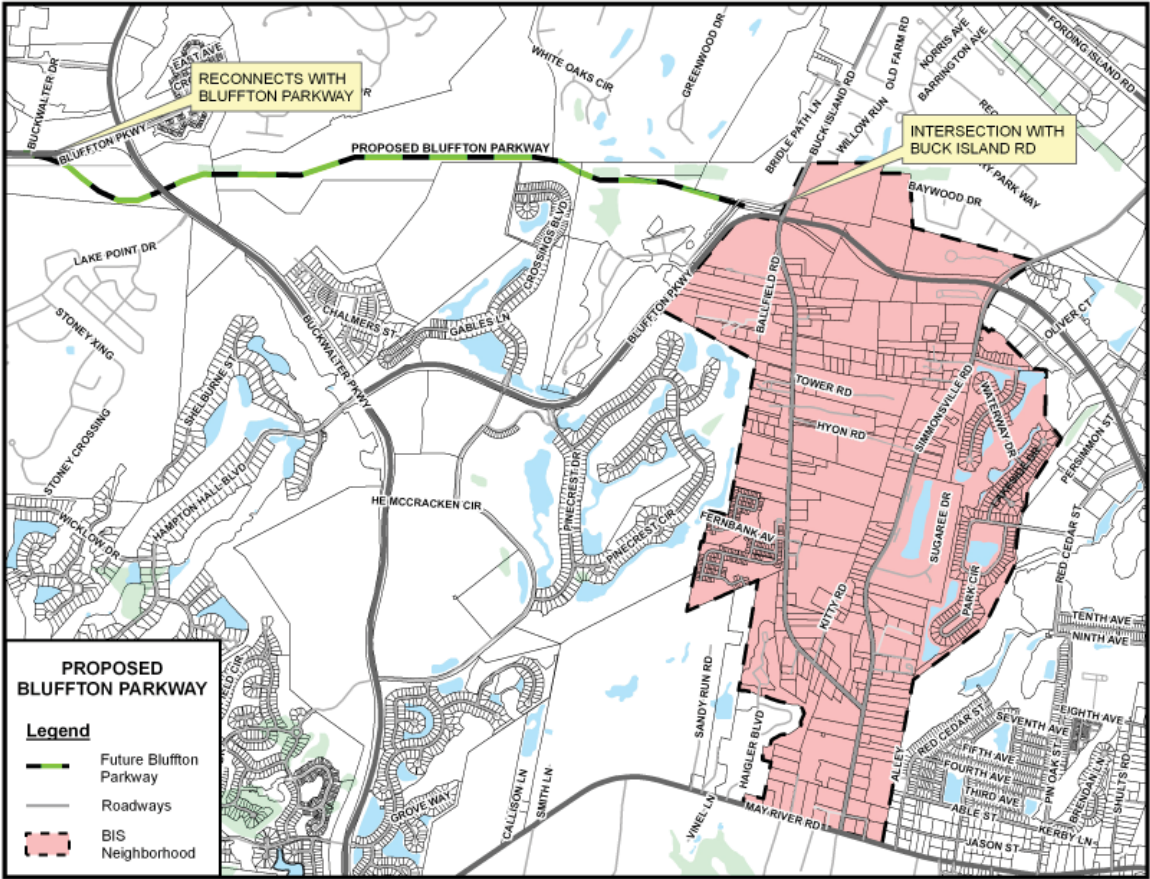 BUCKWALTER DR
EAST AVE
RECONNECTS WITH
BLUFFTON PARKWAY
BLUFFTON PKWY
WHITE OAKS CIR
GREENWOOD DR
BRIDLE PATH LN
BUCK ISLAND RD
WILLOW RUN
OLD FARM RD
NORRIS AVE
BARRINGTON AVE
FORDING ISLAND RD
INTERSECTION WITH
BUCK ISLAND RD
RY PARK WAY
BAYWOOD DR
PROPOSED BLUFFTON PARKWAY
LAKE POINT DR
STONEY XING
CROSSINGS BLVD
CHALMERS ST
GABLES LN
BUCKWALTER PKWY
BLUFFTON PKWY
BALLFIELD RD
OLIVER CT
SHELBURNE ST
TOWER RD
SIMMONSVILLE RD
WATERWAY DR
HYON RD
LAKESIDE DR
PERSIMMON ST
STONEY CROSSING
HAMPTON HALL BLVD
WICKLOW DR
HE MCCRACKEN CIR
PINECREST DR
PINECREST CIR
FERNBANK AV
SUGAREE DR
RED CEDAR ST
KITTY RD
PARK CIR
TENTH AVE
NINTH AVE
SANDY RUN RD
HAIGLER BLVD
ALLEY
RED CEDAR ST
EIGHTH AVE
SEVENTH AVE
FIFTH AVE
FOURTH AVE
THIRD AVE
ABLE ST
PIN OAK ST
BRENDAN LN
SHULTS RD
KERBY LN
JASON ST
GROVE WAY
CALLISON LN
SMITH LN
VINEL LN
MAY RIVER RD
PROPOSED
BLUFFTON PARKWAY
Legend
Future Bluffton
Parkway
Roadways
BIS
Neighborhood